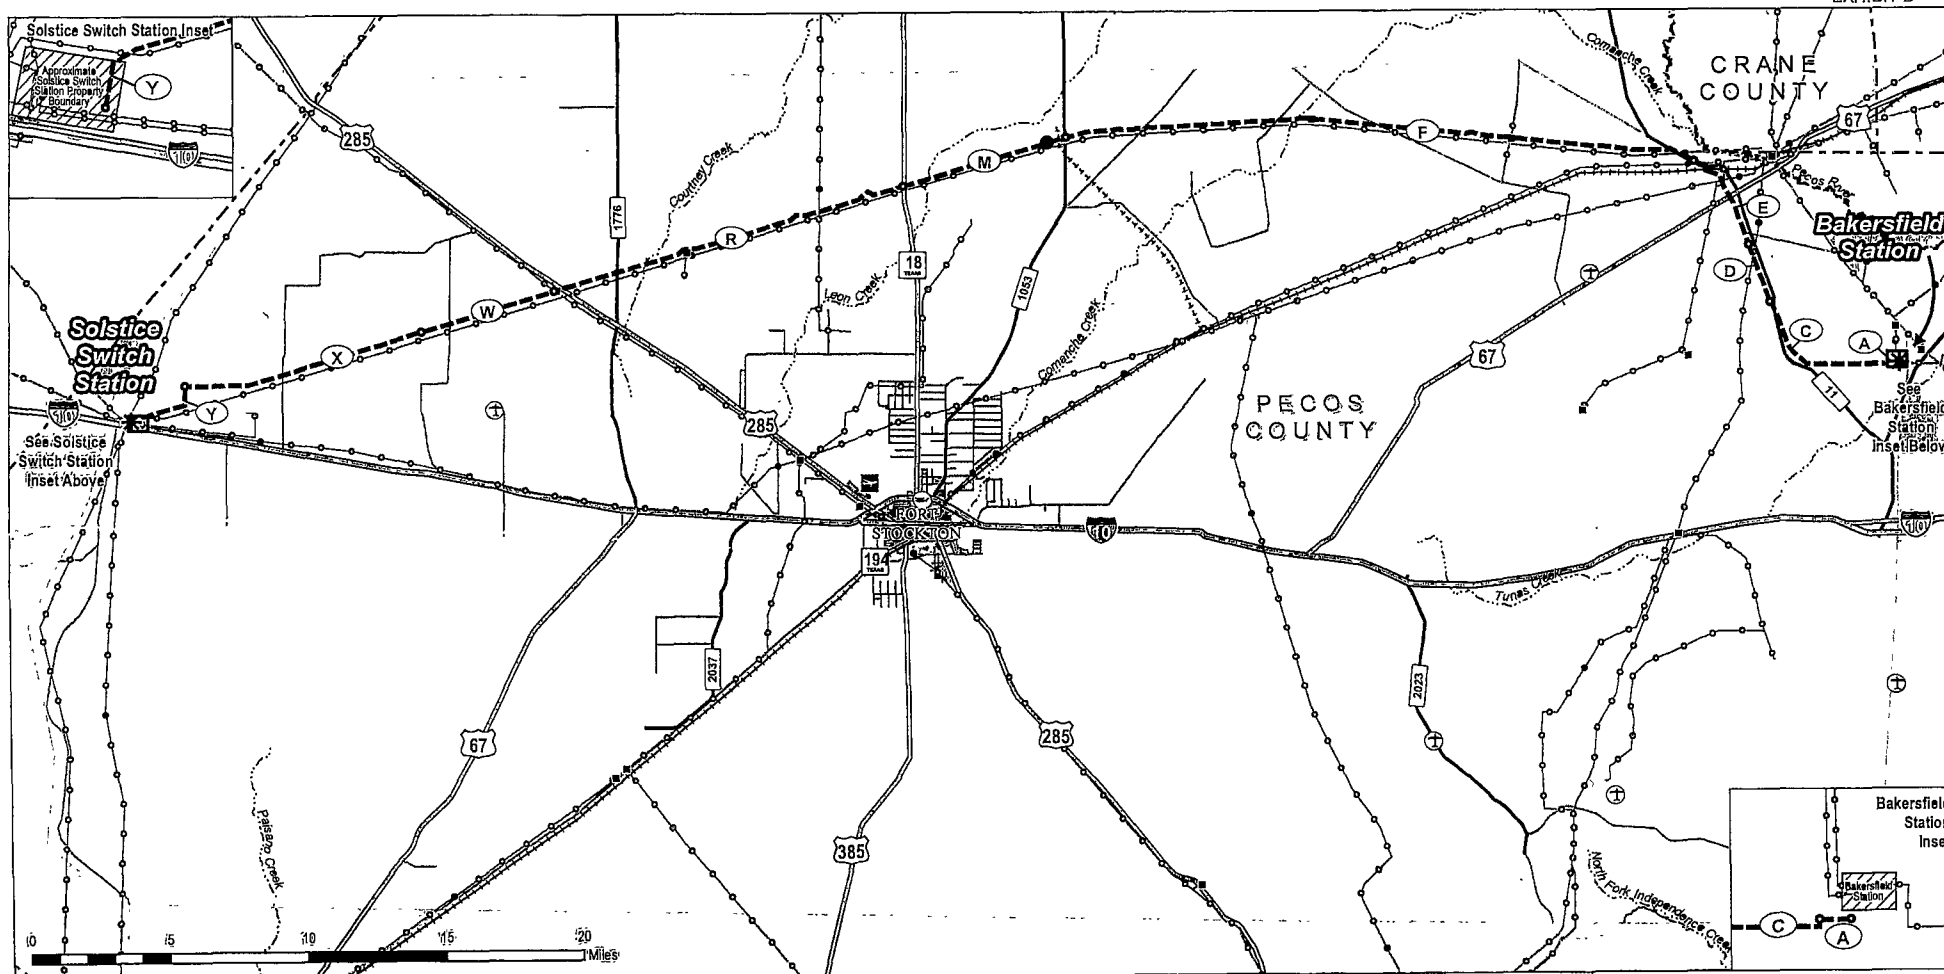 Solstice Switch Station Inset
Approximate
Solstice Switch
Station Property
Boundary
Y
10
285
1776
Courtney Creek
R
M
18
TEXAS
1053
F
Comanche Creek
CRANE
COUNTY
67
Pecos River
E
Bakersfield
Station
D
C
A
11
See
Bakersfield
Station
Inset Below
Leon Creek
Comanche Creek
W
X
Solstice
Switch
Station
Y
10
See Solstice
Switch Station
Inset Above
285
PECOS
COUNTY
67
FORT
STOCKTON
194
TEXAS
10
10
Tunas Creek
2037
2023
67
285
385
Paisano Creek
North Fork Independence Creek
Bakersfield
Station
C
A
0 5 10 15 20
Miles